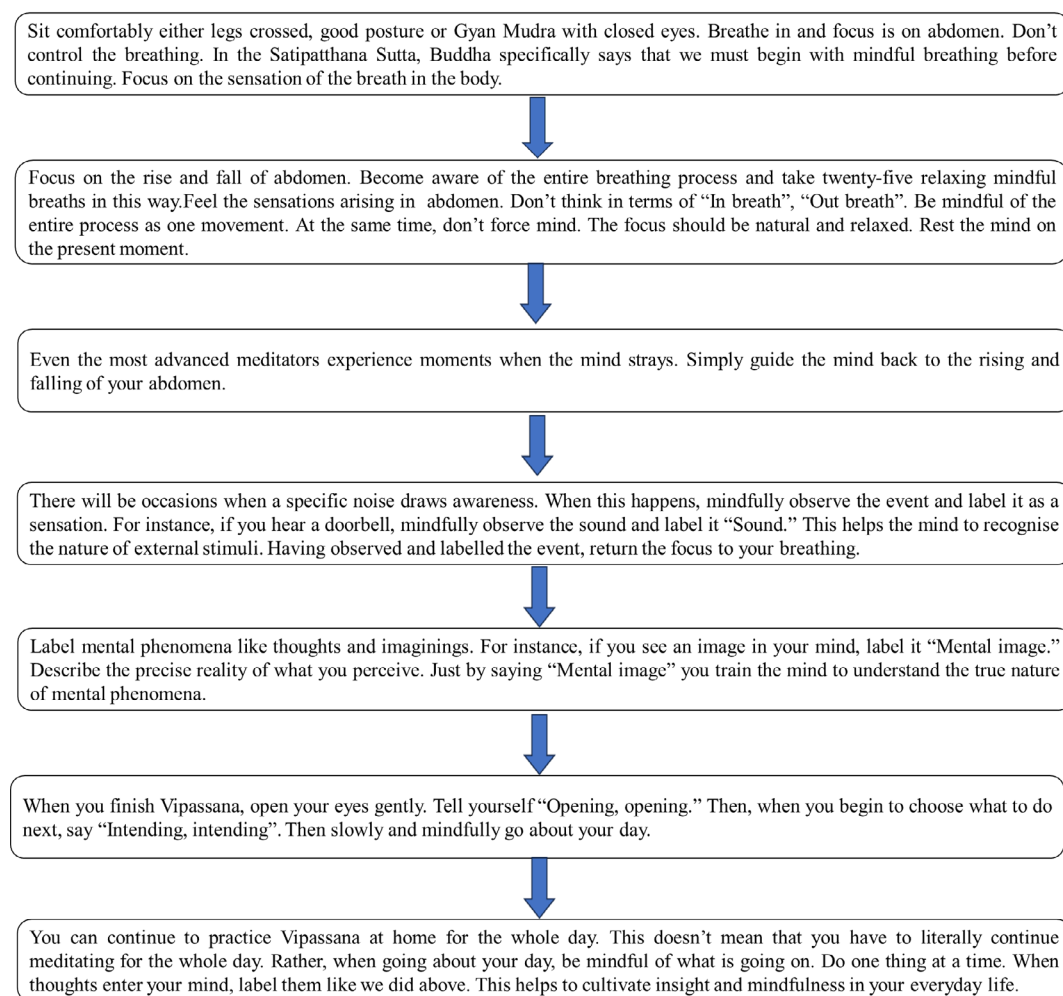 Sit comfortably either legs crossed, good posture or Gyan Mudra with closed eyes. Breathe in and focus is on abdomen. Don’t
control the breathing. In the Satipatthana Sutta, Buddha specifically says that we must begin with mindful breathing before
continuing. Focus on the sensation of the breath in the body.
Focus on the rise and fall of abdomen. Become aware of the entire breathing process and take twenty-five relaxing mindful
breaths in this way.Feel the sensations arising in abdomen. Don’t think in terms of “In breath”, “Out breath”. Be mindful of the
entire process as one movement. At the same time, don’t force mind. The focus should be natural and relaxed. Rest the mind on
the present moment.
Even the most advanced meditators experience moments when the mind strays. Simply guide the mind back to the rising and
falling of your abdomen.
There will be occasions when a specific noise draws awareness. When this happens, mindfully observe the event and label it as a
sensation. For instance, if you hear a doorbell, mindfully observe the sound and label it “Sound.” This helps the mind to recognise
the nature of external stimuli. Having observed and labelled the event, return the focus to your breathing.
Label mental phenomena like thoughts and imaginings. For instance, if you see an image in your mind, label it “Mental image.”
Describe the precise reality of what you perceive. Just by saying “Mental image” you train the mind to understand the true nature
of mental phenomena.
When you finish Vipassana, open your eyes gently. Tell yourself “Opening, opening.” Then, when you begin to choose what to do
next, say “Intending, intending”. Then slowly and mindfully go about your day.
You can continue to practice Vipassana at home for the whole day. This doesn’t mean that you have to literally continue
meditating for the whole day. Rather, when going about your day, be mindful of what is going on. Do one thing at a time. When
thoughts enter your mind, label them like we did above. This helps to cultivate insight and mindfulness in your everyday life.